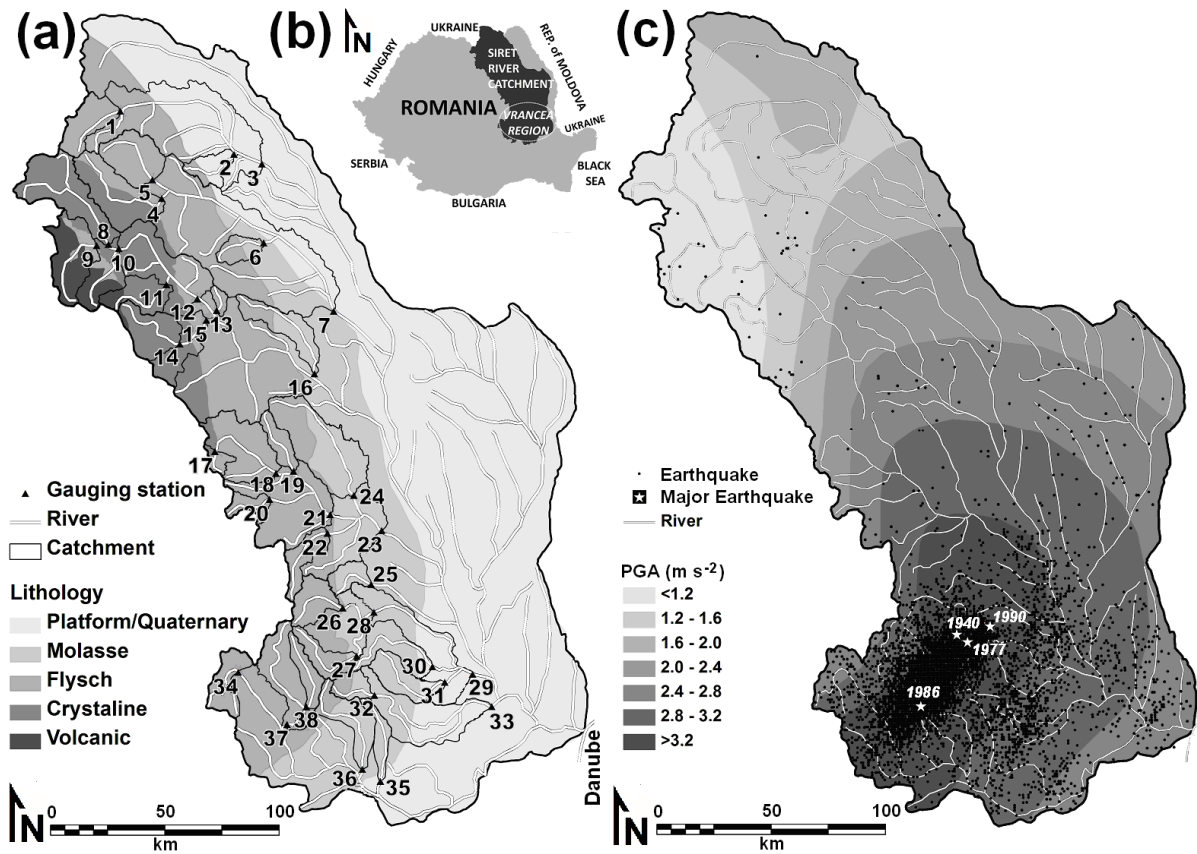 (a)
1
2
3
5
4
6
8
9
10
11
12
13
15
14
7
16
17
18
19
20
24
21
22
23
25
26
28
27
30
31
29
34
32
33
38
37
36
35
Gauging station
River
Catchment
Lithology
Platform/Quaternary
Molasse
Flysch
Crystaline
Volcanic
N
0 50 100
km
Danube
(b)
N
UKRAINE
HUNGARY
SIRET
RIVER
CATCHMENT
REP. of MOLDOVA
ROMANIA
VRANCEA
REGION
UKRAINE
SERBIA
BLACK
SEA
BULGARIA
(c)
Earthquake
Major Earthquake
River
PGA (m s-2)
<1.2
1.2 - 1.6
1.6 - 2.0
2.0 - 2.4
2.4 - 2.8
2.8 - 3.2
>3.2
1940
1990
1977
1986
N
0 50 100
km